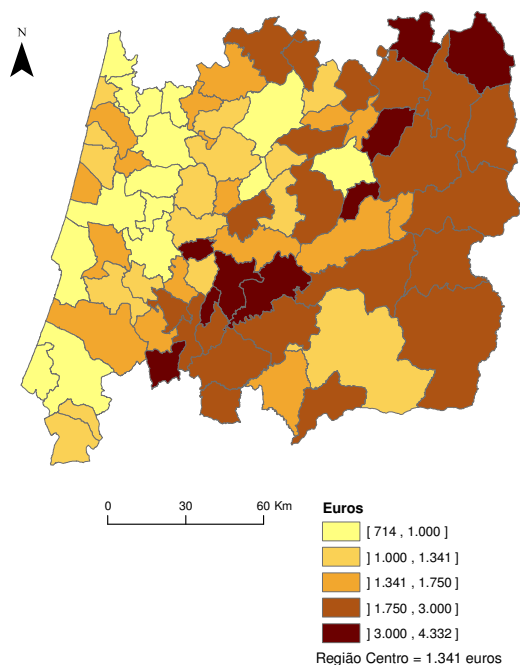 N
0 30 60 Km
Euros
[ 714 , 1.000 ]
] 1.000 , 1.341 ]
] 1.341 , 1.750 ]
] 1.750 , 3.000 ]
] 3.000 , 4.332 ]
Região Centro = 1.341 euros